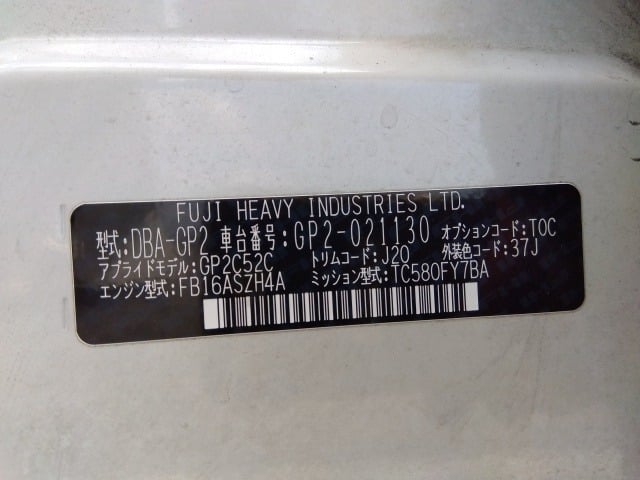 FUJI HEAVY INDUSTRIES LTD.
型式:DBA-GP2 車台番号:GP2-021130 オプションコード:TOC
アプライドモデル:GP2C52C トリムコード:J20 外装色コード:37J
エンジン型式:FB16ASZH4A ミッション型式:TC580FY7BA